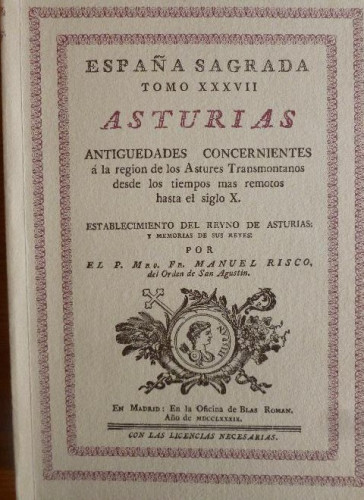 ESPAÑA SAGRADA
TOMO XXXVII
ASTURIAS
ANTIGUEDADES CONCERNIENTES
á la region de los Astures Transmontanos
desde los tiempos mas remotos
hasta el siglo X.
ESTABLECIMIENTO DEL REYNO DE ASTURIAS:
Y MEMORIAS DE SUS REYES:
POR
EL P. Mro. Fr. MANUEL RISCO,
del Orden de San Agustin.
EN MADRID: En la Oficina de BLAS ROMAN.
Año de MDCCLXXXIX.
CON LAS LICENCIAS NECESARIAS.